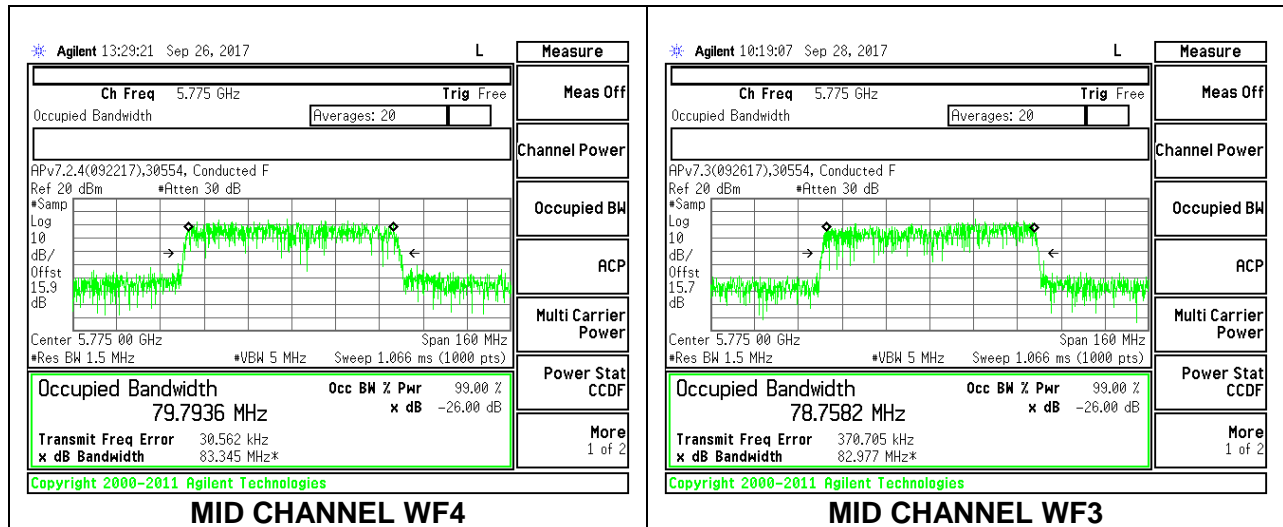 Agilent 13:29:21 Sep 26, 2017 L
Measure
Ch Freq 5.775 GHz Trig Free
Occupied Bandwidth Averages: 20
APv7.2.4(092217),30554, Conducted F
Ref 20 dBm #Atten 30 dB
#Samp
Log
10
dB/
Offst
15.9
dB
Center 5.775 00 GHz Span 160 MHz
#Res BW 1.5 MHz #VBW 5 MHz Sweep 1.066 ms (1000 pts)
Occupied Bandwidth Occ BW % Pwr 99.00 %
79.7936 MHz x dB -26.00 dB
Transmit Freq Error 30.562 kHz
x dB Bandwidth 83.345 MHz*
Copyright 2000-2011 Agilent Technologies
Meas Off
Channel Power
Occupied BW
ACP
Multi Carrier
Power
Power Stat
CCDF
More
1 of 2
MID CHANNEL WF4
Agilent 10:19:07 Sep 28, 2017 L
Measure
Ch Freq 5.775 GHz Trig Free
Occupied Bandwidth Averages: 20
APv7.3(092617),30554, Conducted F
Ref 20 dBm #Atten 30 dB
#Samp
Log
10
dB/
Offst
15.7
dB
Center 5.775 00 GHz Span 160 MHz
#Res BW 1.5 MHz #VBW 5 MHz Sweep 1.066 ms (1000 pts)
Occupied Bandwidth Occ BW % Pwr 99.00 %
78.7582 MHz x dB -26.00 dB
Transmit Freq Error 370.705 kHz
x dB Bandwidth 82.977 MHz*
Copyright 2000-2011 Agilent Technologies
Meas Off
Channel Power
Occupied BW
ACP
Multi Carrier
Power
Power Stat
CCDF
More
1 of 2
MID CHANNEL WF3